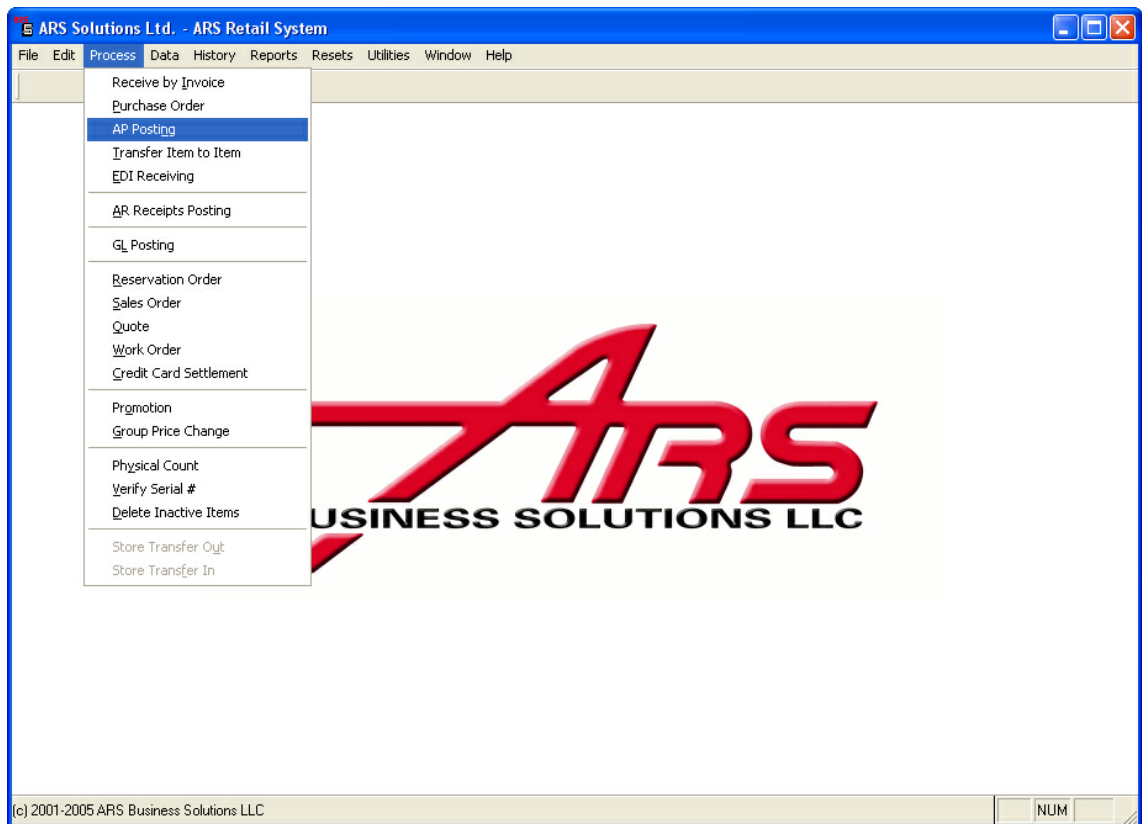 ARS Solutions Ltd. - ARS Retail System
File Edit Process Data History Reports Resets Utilities Window Help
Receive by Invoice
Purchase Order
AP Posting
Transfer Item to Item
EDI Receiving
AR Receipts Posting
GL Posting
Reservation Order
Sales Order
Quote
Work Order
Credit Card Settlement
Promotion
Group Price Change
Physical Count
Verify Serial #
Delete Inactive Items
Store Transfer Out
Store Transfer In
ARS
USINESS SOLUTIONS LLC
(c) 2001-2005 ARS Business Solutions LLC
NUM